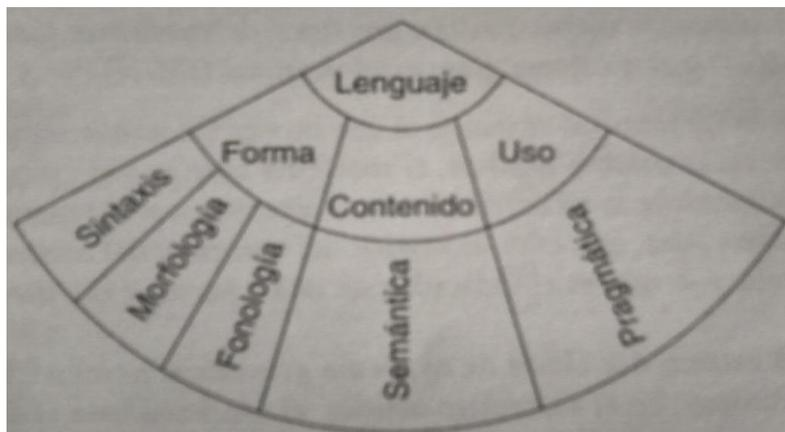 Lenguaje
Forma
Contenido
Uso
Sintaxis
Morfología
Fonología
Semántica
Pragmática